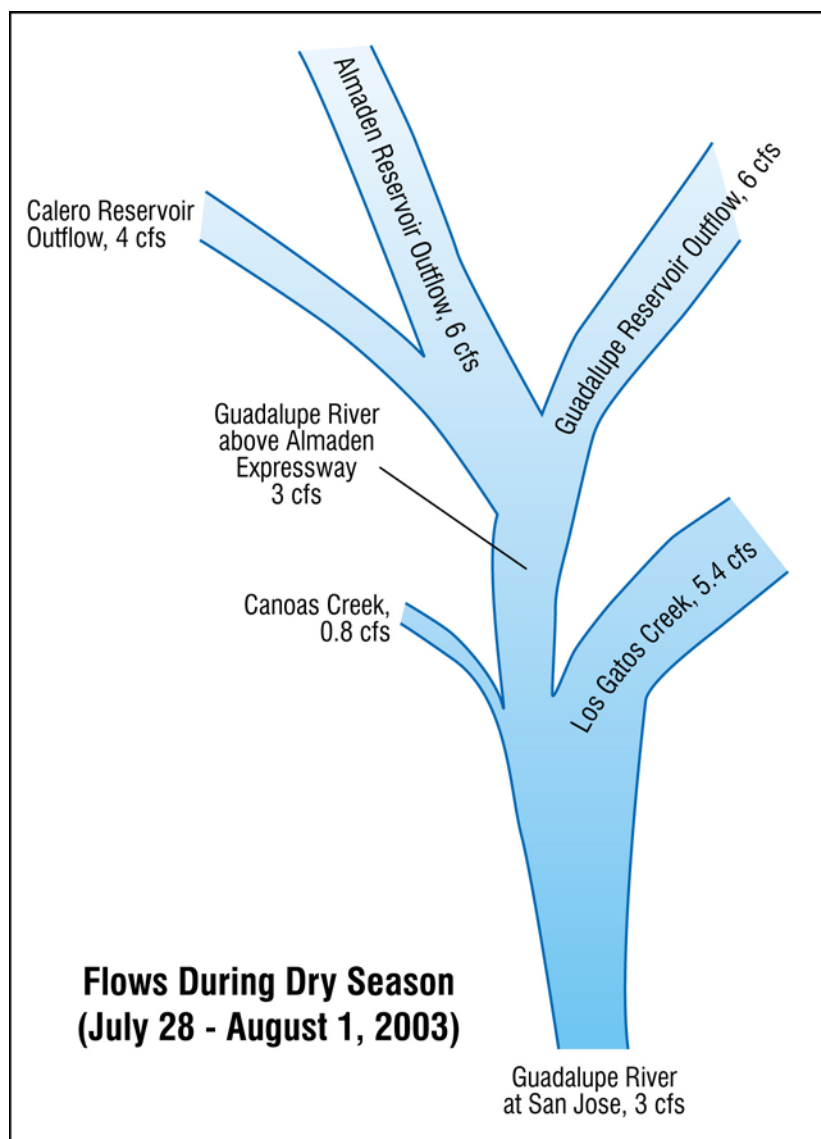 Almaden Reservoir Outflow, 6 cfs
Guadalupe Reservoir Outflow, 6 cfs
Calero Reservoir
Outflow, 4 cfs
Guadalupe River
above Almaden
Expressway
3 cfs
Canoas Creek,
0.8 cfs
Los Gatos Creek, 5.4 cfs
Flows During Dry Season
(July 28 - August 1, 2003)
Guadalupe River
at San Jose, 3 cfs